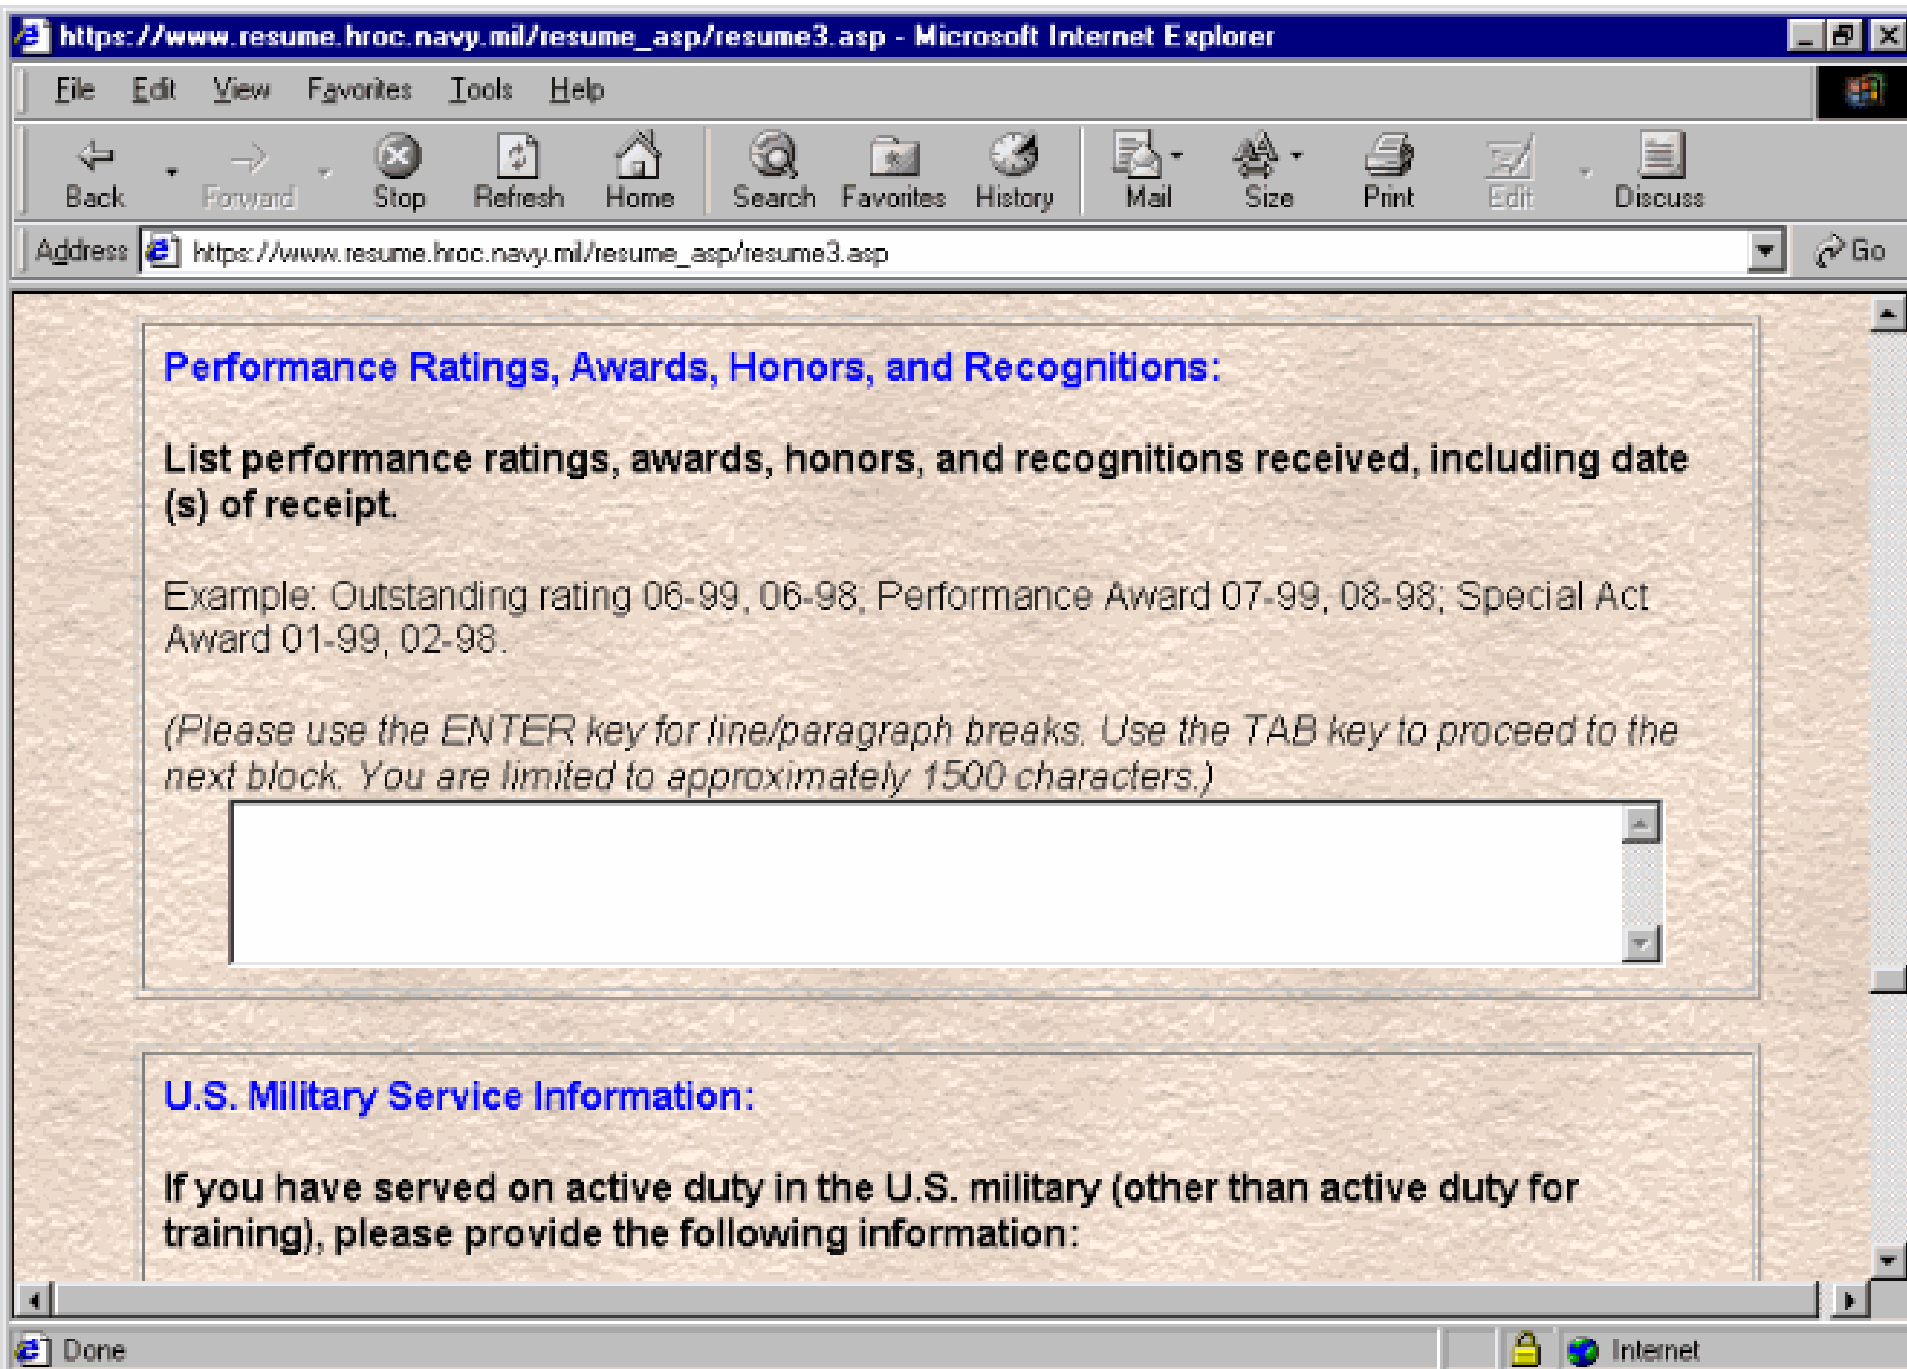 https://www.resume.hroc.navy.mil/resume_asp/resume3.asp - Microsoft Internet Explorer
File Edit View Favorites Tools Help
Back Forward Stop Refresh Home Search Favorites History Mail Size Print Edit Discuss
Address https://www.resume.hroc.navy.mil/resume_asp/resume3.asp Go
Performance Ratings, Awards, Honors, and Recognitions:
List performance ratings, awards, honors, and recognitions received, including date
(s) of receipt.
Example: Outstanding rating 06-99, 06-98; Performance Award 07-99, 08-98; Special Act
Award 01-99, 02-98.
(Please use the ENTER key for line/paragraph breaks. Use the TAB key to proceed to the
next block. You are limited to approximately 1500 characters.)
U.S. Military Service Information:
If you have served on active duty in the U.S. military (other than active duty for
training), please provide the following information:
Done Internet